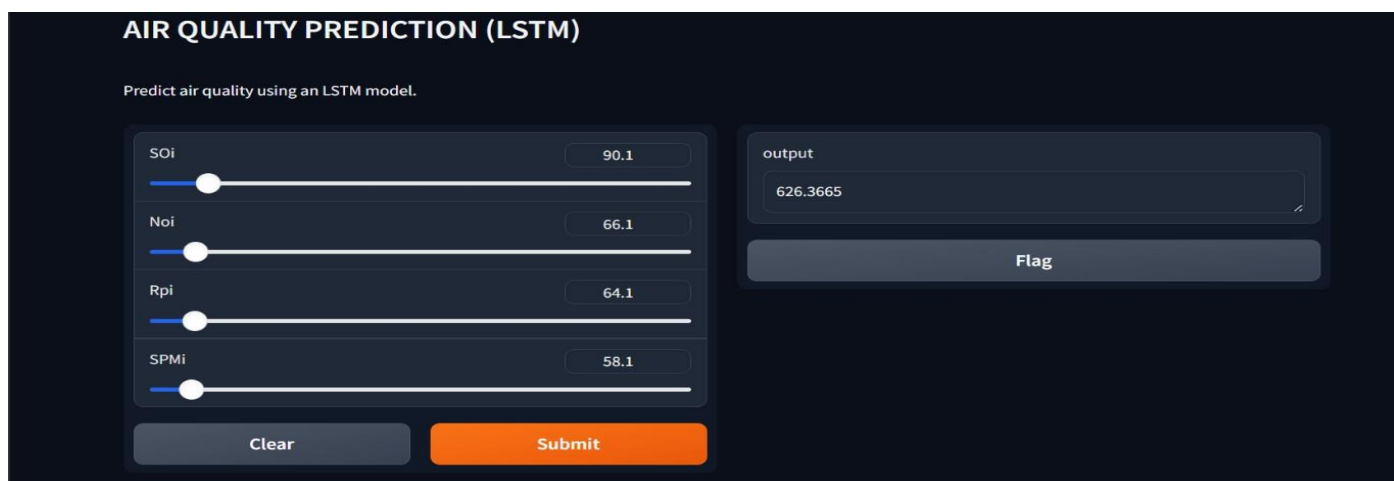 AIR QUALITY PREDICTION (LSTM)
Predict air quality using an LSTM model.
SOi
90.1
Noi
66.1
Rpi
64.1
SPMi
58.1
Clear
Submit
output
626.3665
Flag